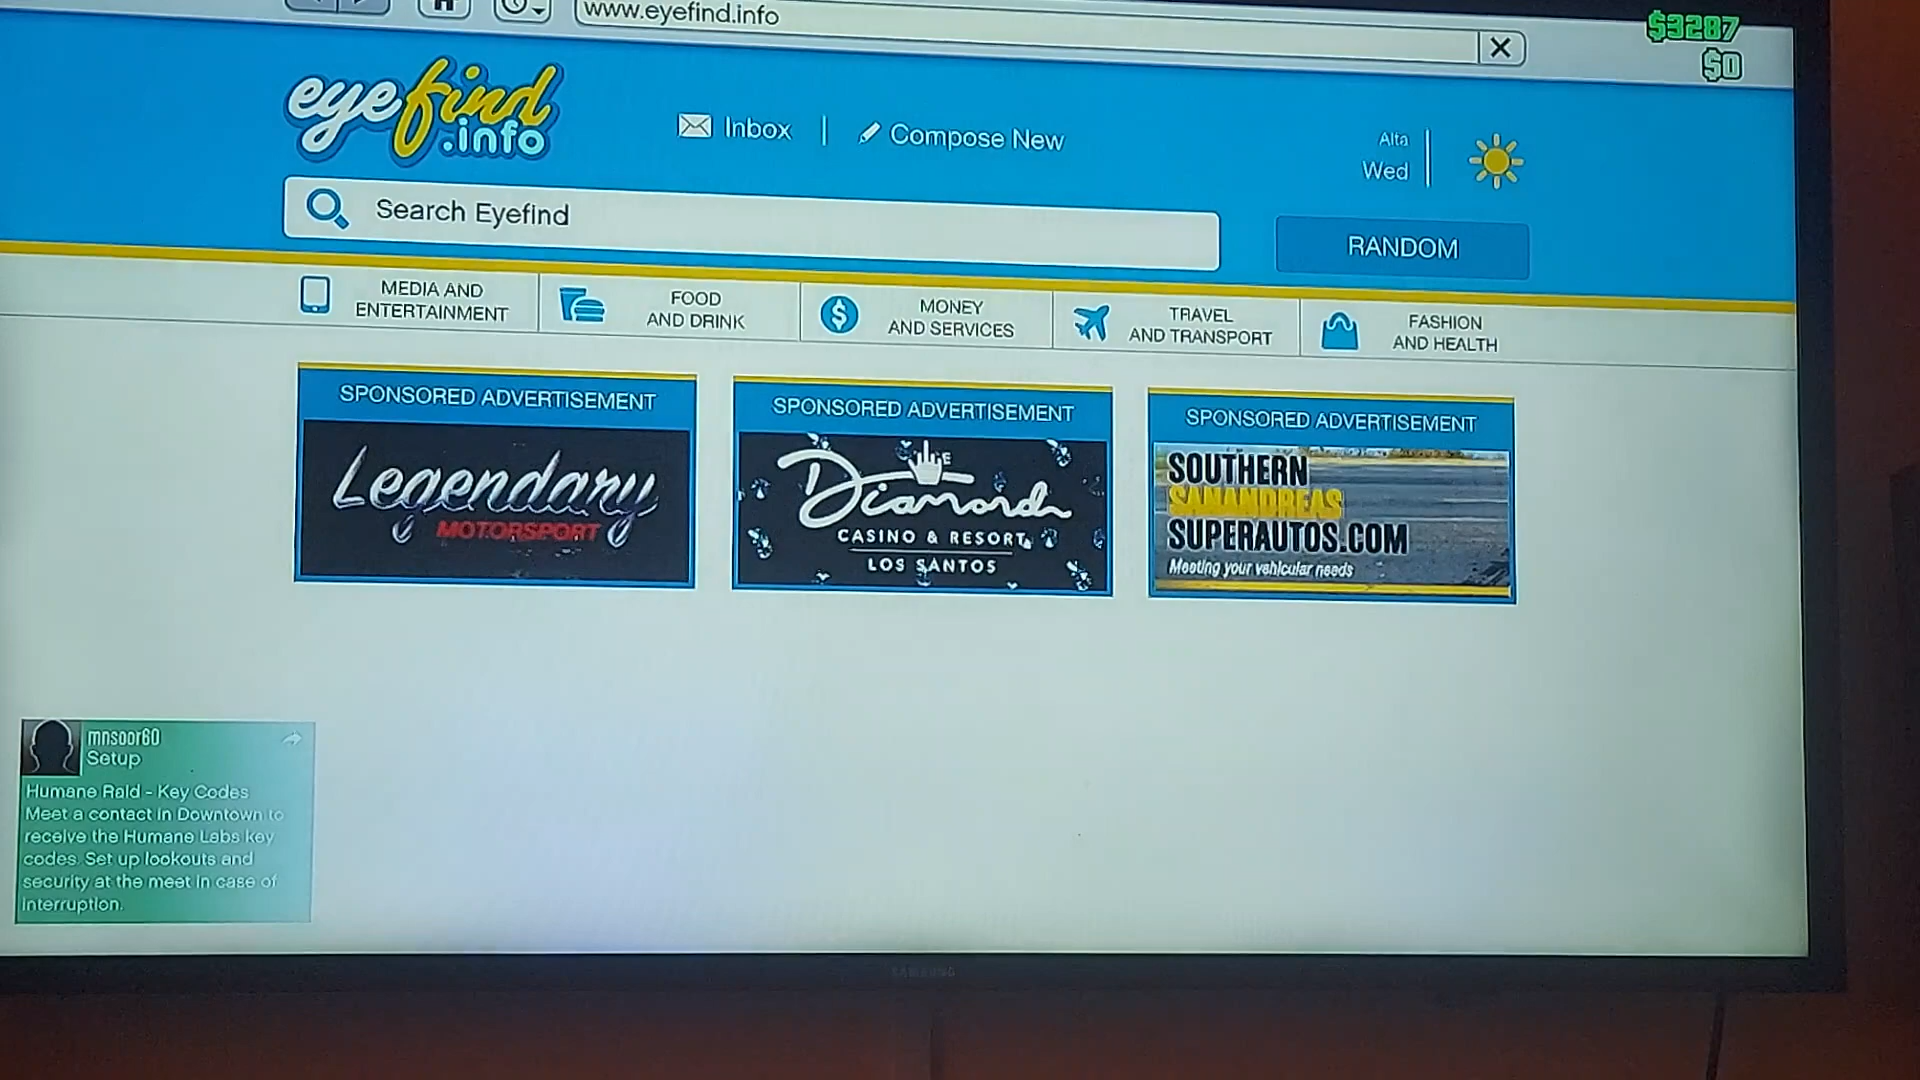 www.eyefind.info
$3287
$0
eyefind
.info
Inbox
Compose New
Alta
Wed
Search Eyefind
RANDOM
MEDIA AND
ENTERTAINMENT
FOOD
AND DRINK
MONEY
AND SERVICES
TRAVEL
AND TRANSPORT
FASHION
AND HEALTH
SPONSORED ADVERTISEMENT
Legendary
MOTORSPORT
SPONSORED ADVERTISEMENT
Diamond
CASINO & RESORT
LOS SANTOS
SPONSORED ADVERTISEMENT
SOUTHERN
SANANDREAS
SUPERAUTOS.COM
Meeting your vehicular needs
mnsoor60
Setup
Humane Raid - Key Codes
Meet a contact in Downtown to
receive the Humane Labs key
codes. Set up lookouts and
security at the meet in case of
interruption.
SAMSUNG